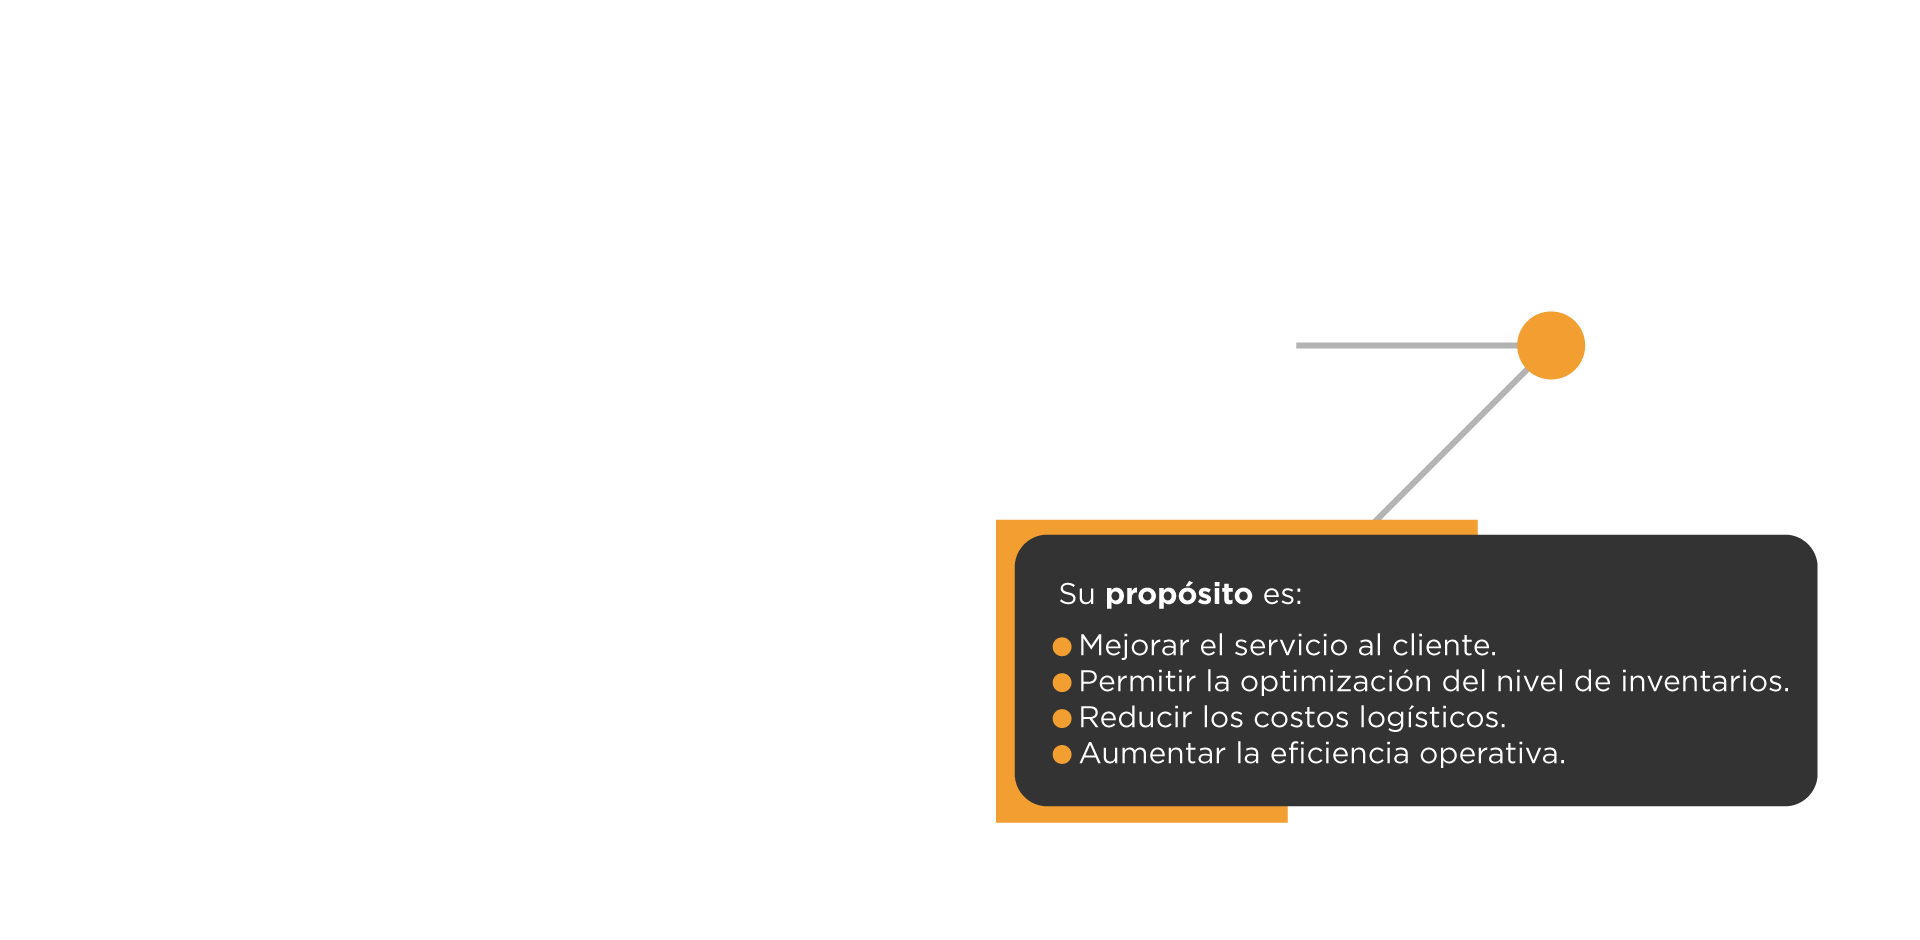 Su propósito es:
Mejorar el servicio al cliente.
Permitir la optimización del nivel de inventarios.
Reducir los costos logísticos.
Aumentar la eficiencia operativa.